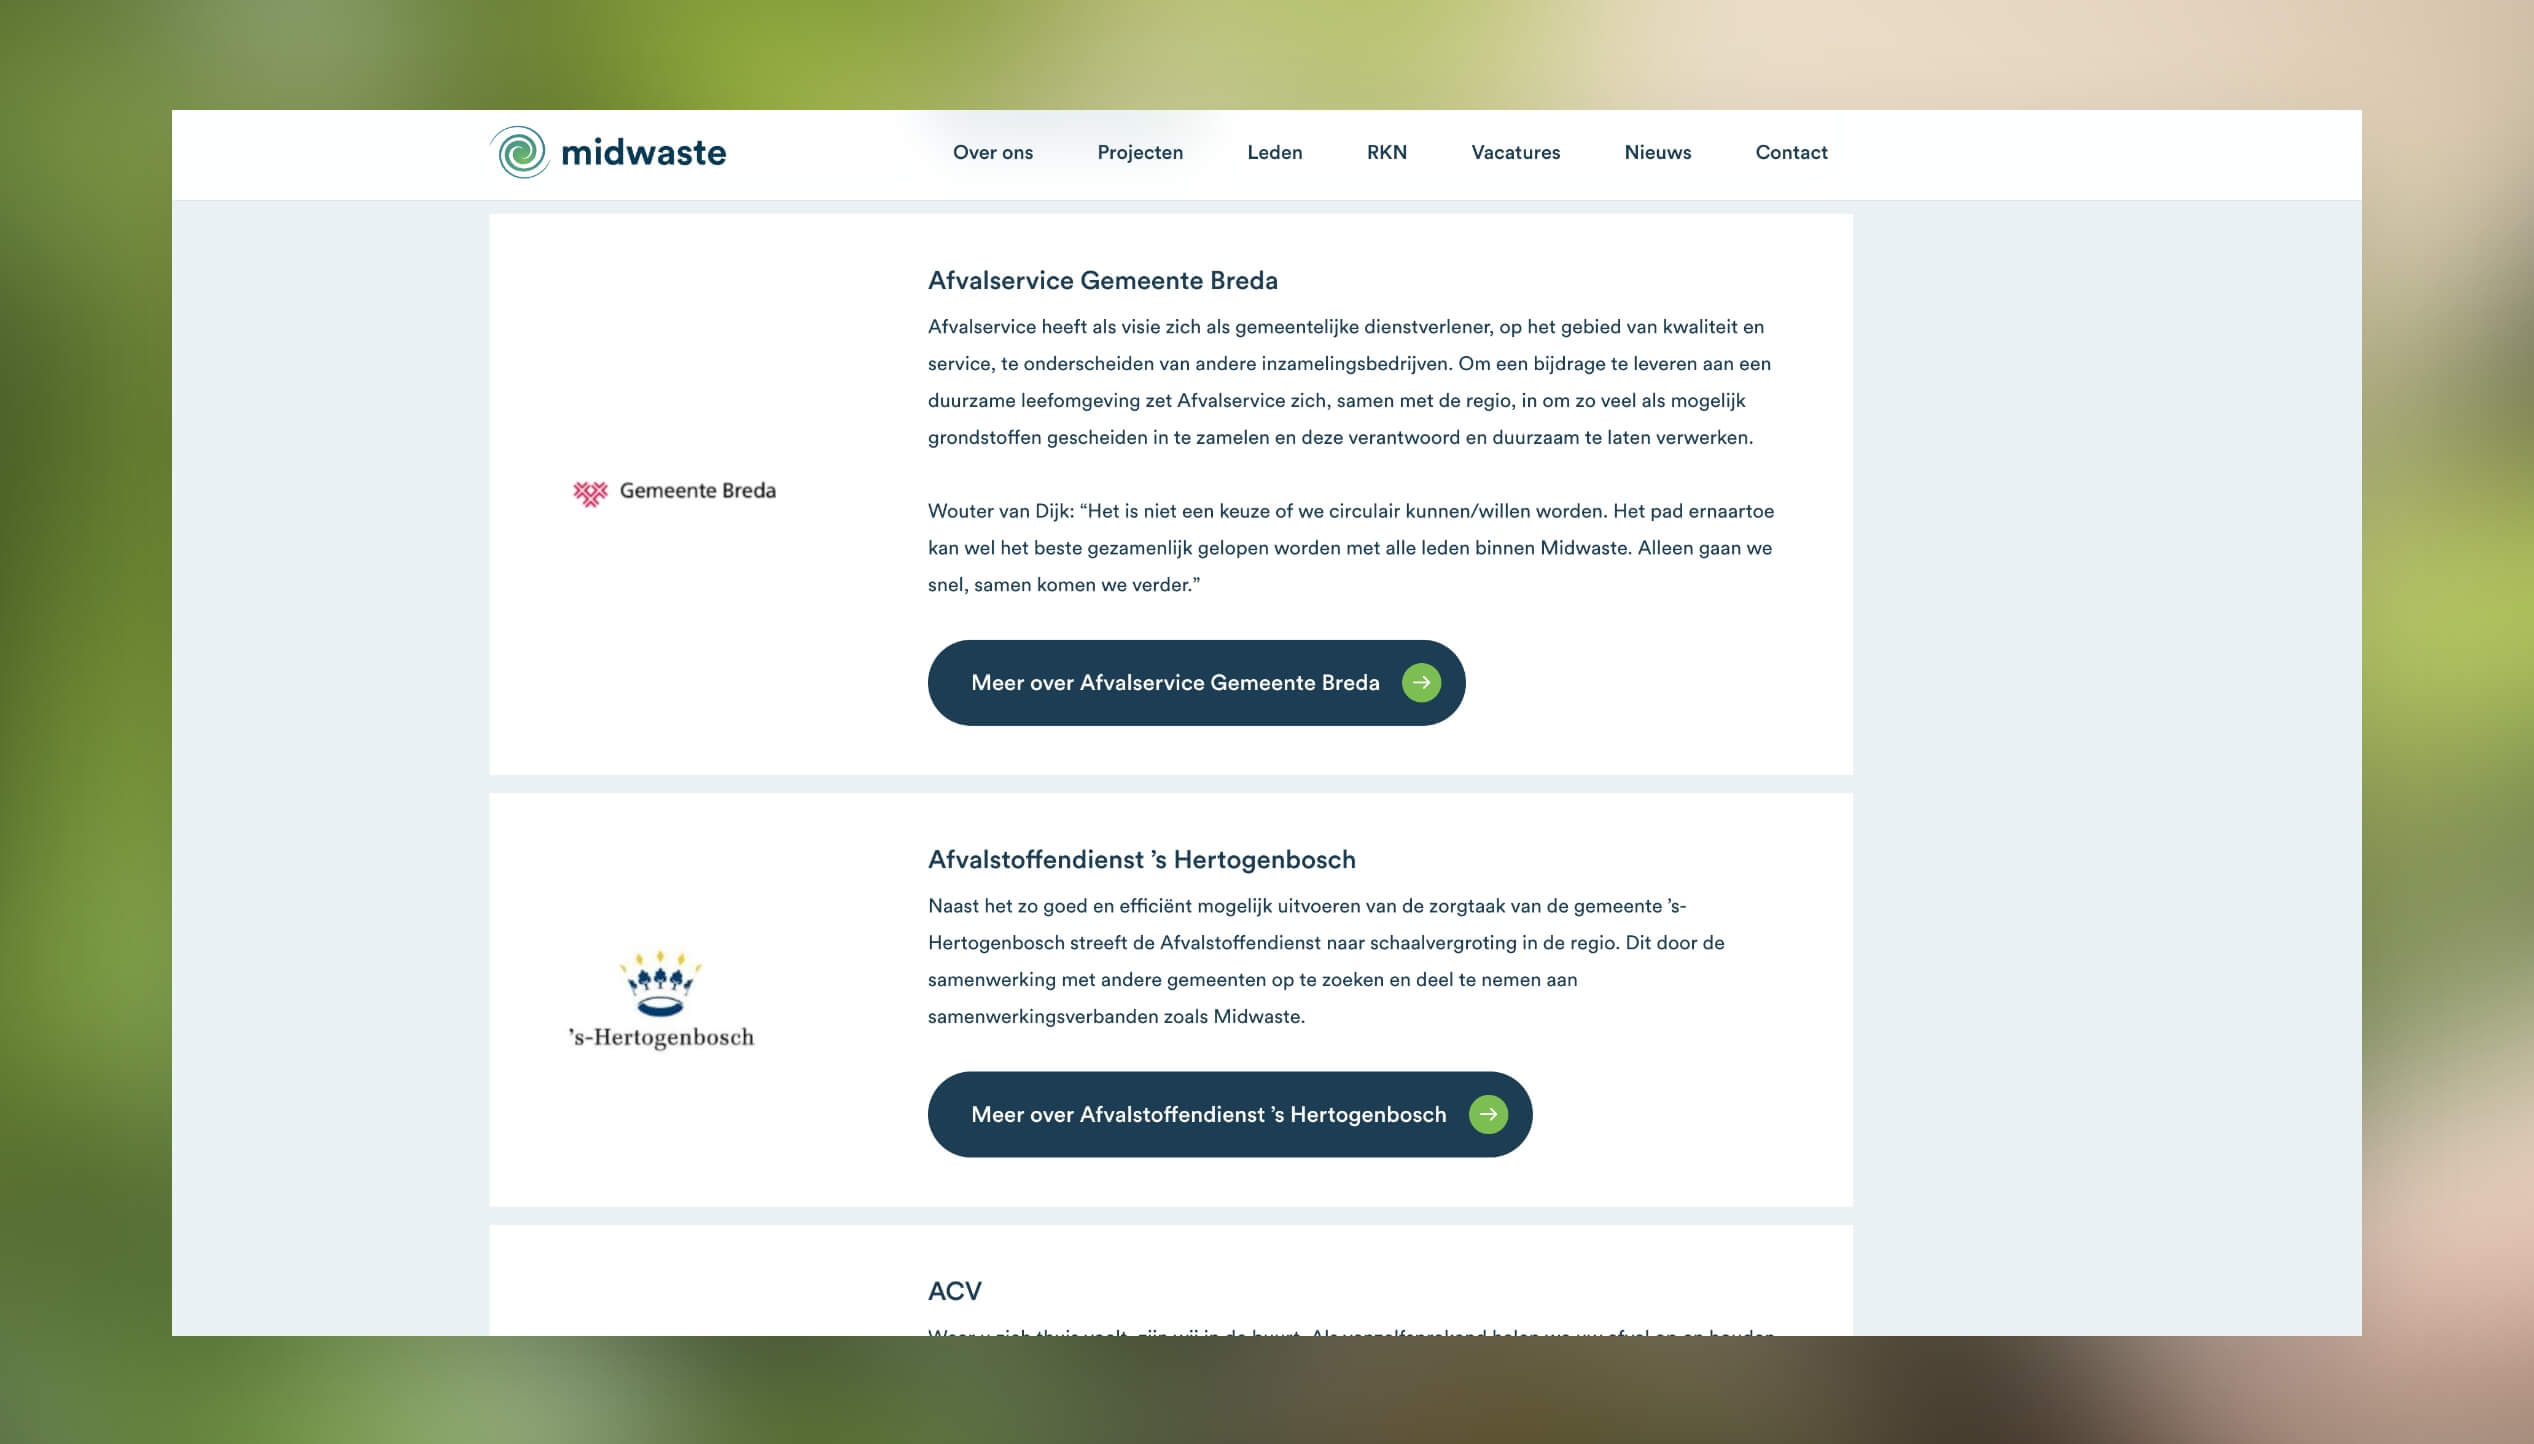 midwaste
Over ons
Projecten
Leden
RKN
Vacatures
Nieuws
Contact
Gemeente Breda
Afvalservice Gemeente Breda
Afvalservice heeft als visie zich als gemeentelijke dienstverlener, op het gebied van kwaliteit en
service, te onderscheiden van andere inzamelingsbedrijven. Om een bijdrage te leveren aan een
duurzame leefomgeving zet Afvalservice zich, samen met de regio, in om zo veel als mogelijk
grondstoffen gescheiden in te zamelen en deze verantwoord en duurzaam te laten verwerken.
Wouter van Dijk: “Het is niet een keuze of we circulair kunnen/willen worden. Het pad ernaartoe
kan wel het beste gezamenlijk gelopen worden met alle leden binnen Midwaste. Alleen gaan we
snel, samen komen we verder.”
Meer over Afvalservice Gemeente Breda
’s-Hertogenbosch
Afvalstoffendienst ’s Hertogenbosch
Naast het zo goed en efficiënt mogelijk uitvoeren van de zorgtaak van de gemeente ’s-
Hertogenbosch streeft de Afvalstoffendienst naar schaalvergroting in de regio. Dit door de
samenwerking met andere gemeenten op te zoeken en deel te nemen aan
samenwerkingsverbanden zoals Midwaste.
Meer over Afvalstoffendienst ’s Hertogenbosch
ACV